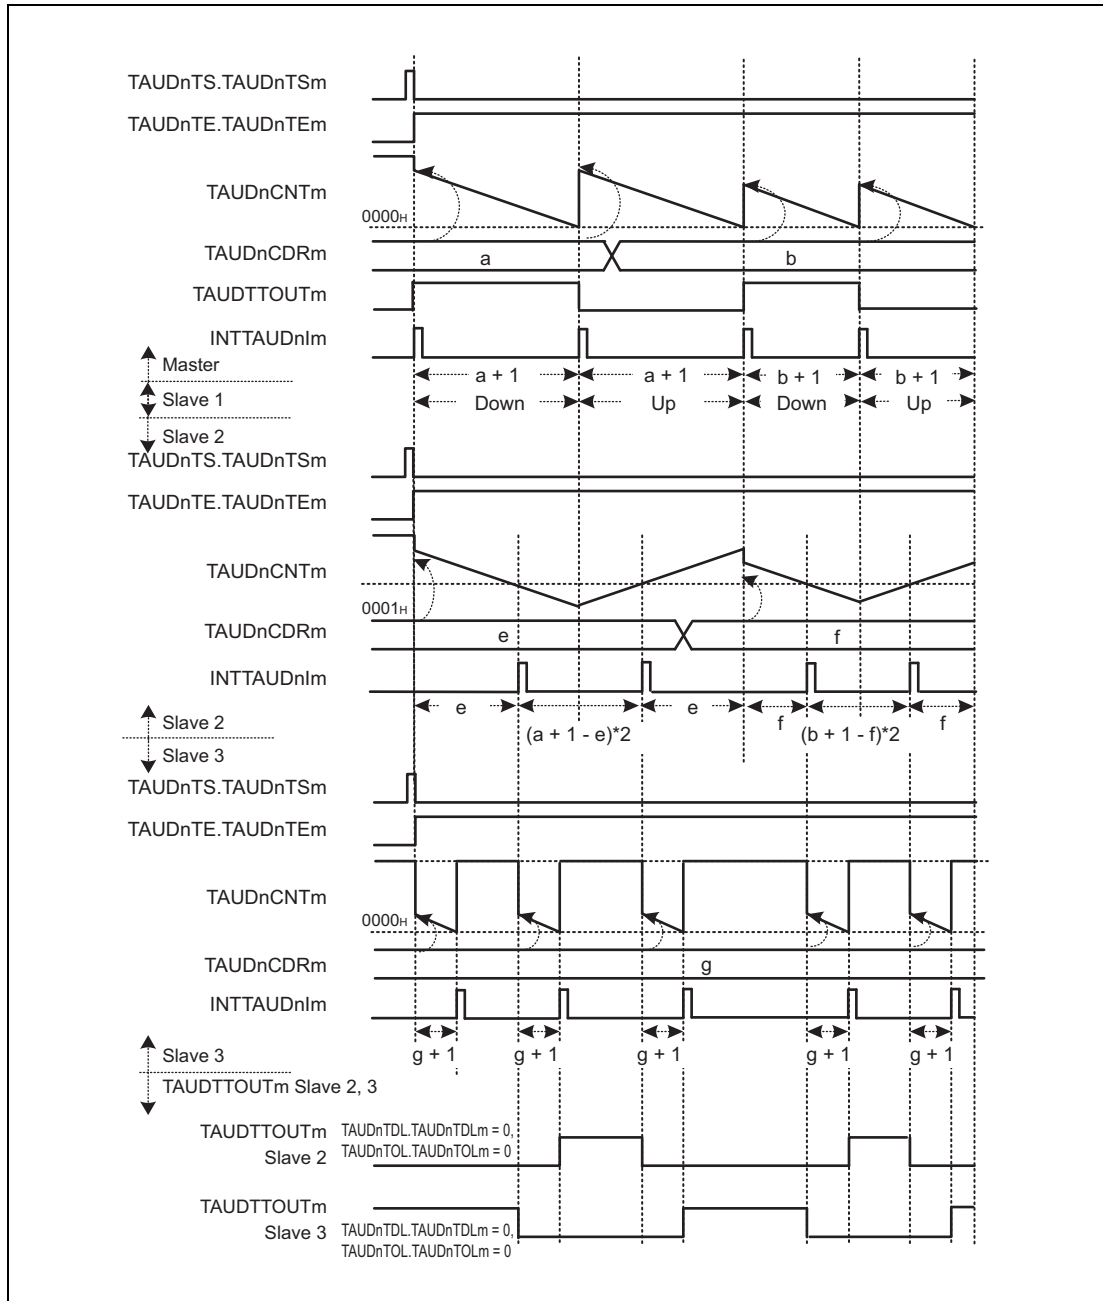 TAUDnTS.TAUDnTSm
TAUDnTE.TAUDnTEm
TAUDnCNTm
0000H
TAUDnCDRm
a
b
TAUDTTOUTm
INTTAUDnIm
Master
a + 1
a + 1
b + 1
b + 1
Slave 1
Down
Up
Down
Up
Slave 2
TAUDnTS.TAUDnTSm
TAUDnTE.TAUDnTEm
TAUDnCNTm
0001H
TAUDnCDRm
e
f
INTTAUDnIm
e
e
f
f
Slave 2
(a + 1 - e)*2
(b + 1 - f)*2
Slave 3
TAUDnTS.TAUDnTSm
TAUDnTE.TAUDnTEm
TAUDnCNTm
0000H
TAUDnCDRm
g
INTTAUDnIm
Slave 3
g + 1
g + 1
g + 1
g + 1
g + 1
TAUDTTOUTm Slave 2, 3
TAUDTTOUTm
Slave 2
TAUDnTDL.TAUDnTDLm = 0,
TAUDnTOL.TAUDnTOLm = 0
TAUDTTOUTm
Slave 3
TAUDnTDL.TAUDnTDLm = 0,
TAUDnTOL.TAUDnTOLm = 0